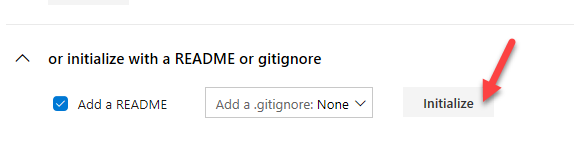 or initialize with a README or gitignore
Add a README
Add a .gitignore: None
Initialize